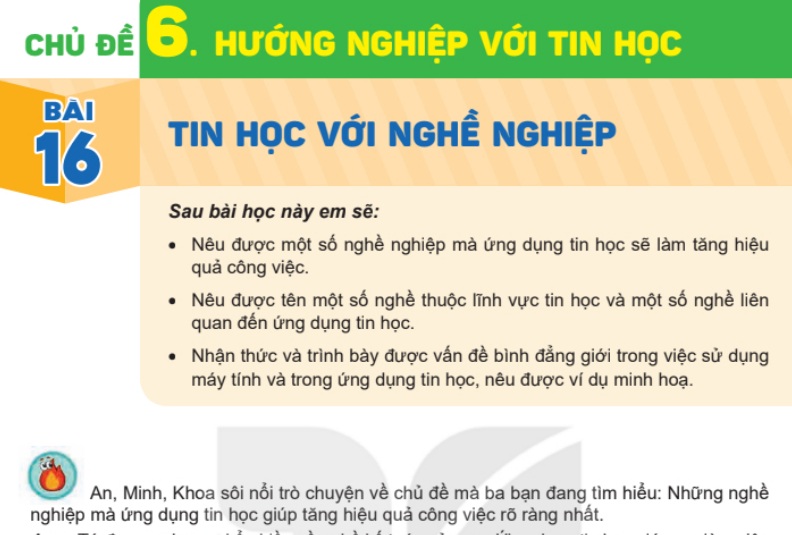 CHỦ ĐỀ 6. HƯỚNG NGHIỆP VỚI TIN HỌC
BÀI
16
TIN HỌC VỚI NGHỀ NGHIỆP
Sau bài học này em sẽ:
• Nêu được một số nghề nghiệp mà ứng dụng tin học sẽ làm tăng hiệu
quả công việc.
• Nêu được tên một số nghề thuộc lĩnh vực tin học và một số nghề liên
quan đến ứng dụng tin học.
• Nhận thức và trình bày được vấn đề bình đẳng giới trong việc sử dụng
máy tính và trong ứng dụng tin học, nêu được ví dụ minh hoạ.
An, Minh, Khoa sôi nổi trò chuyện về chủ đề mà ba bạn đang tìm hiểu: Những nghề
nghiệp mà ứng dụng tin học giúp tăng hiệu quả công việc rõ ràng nhất.